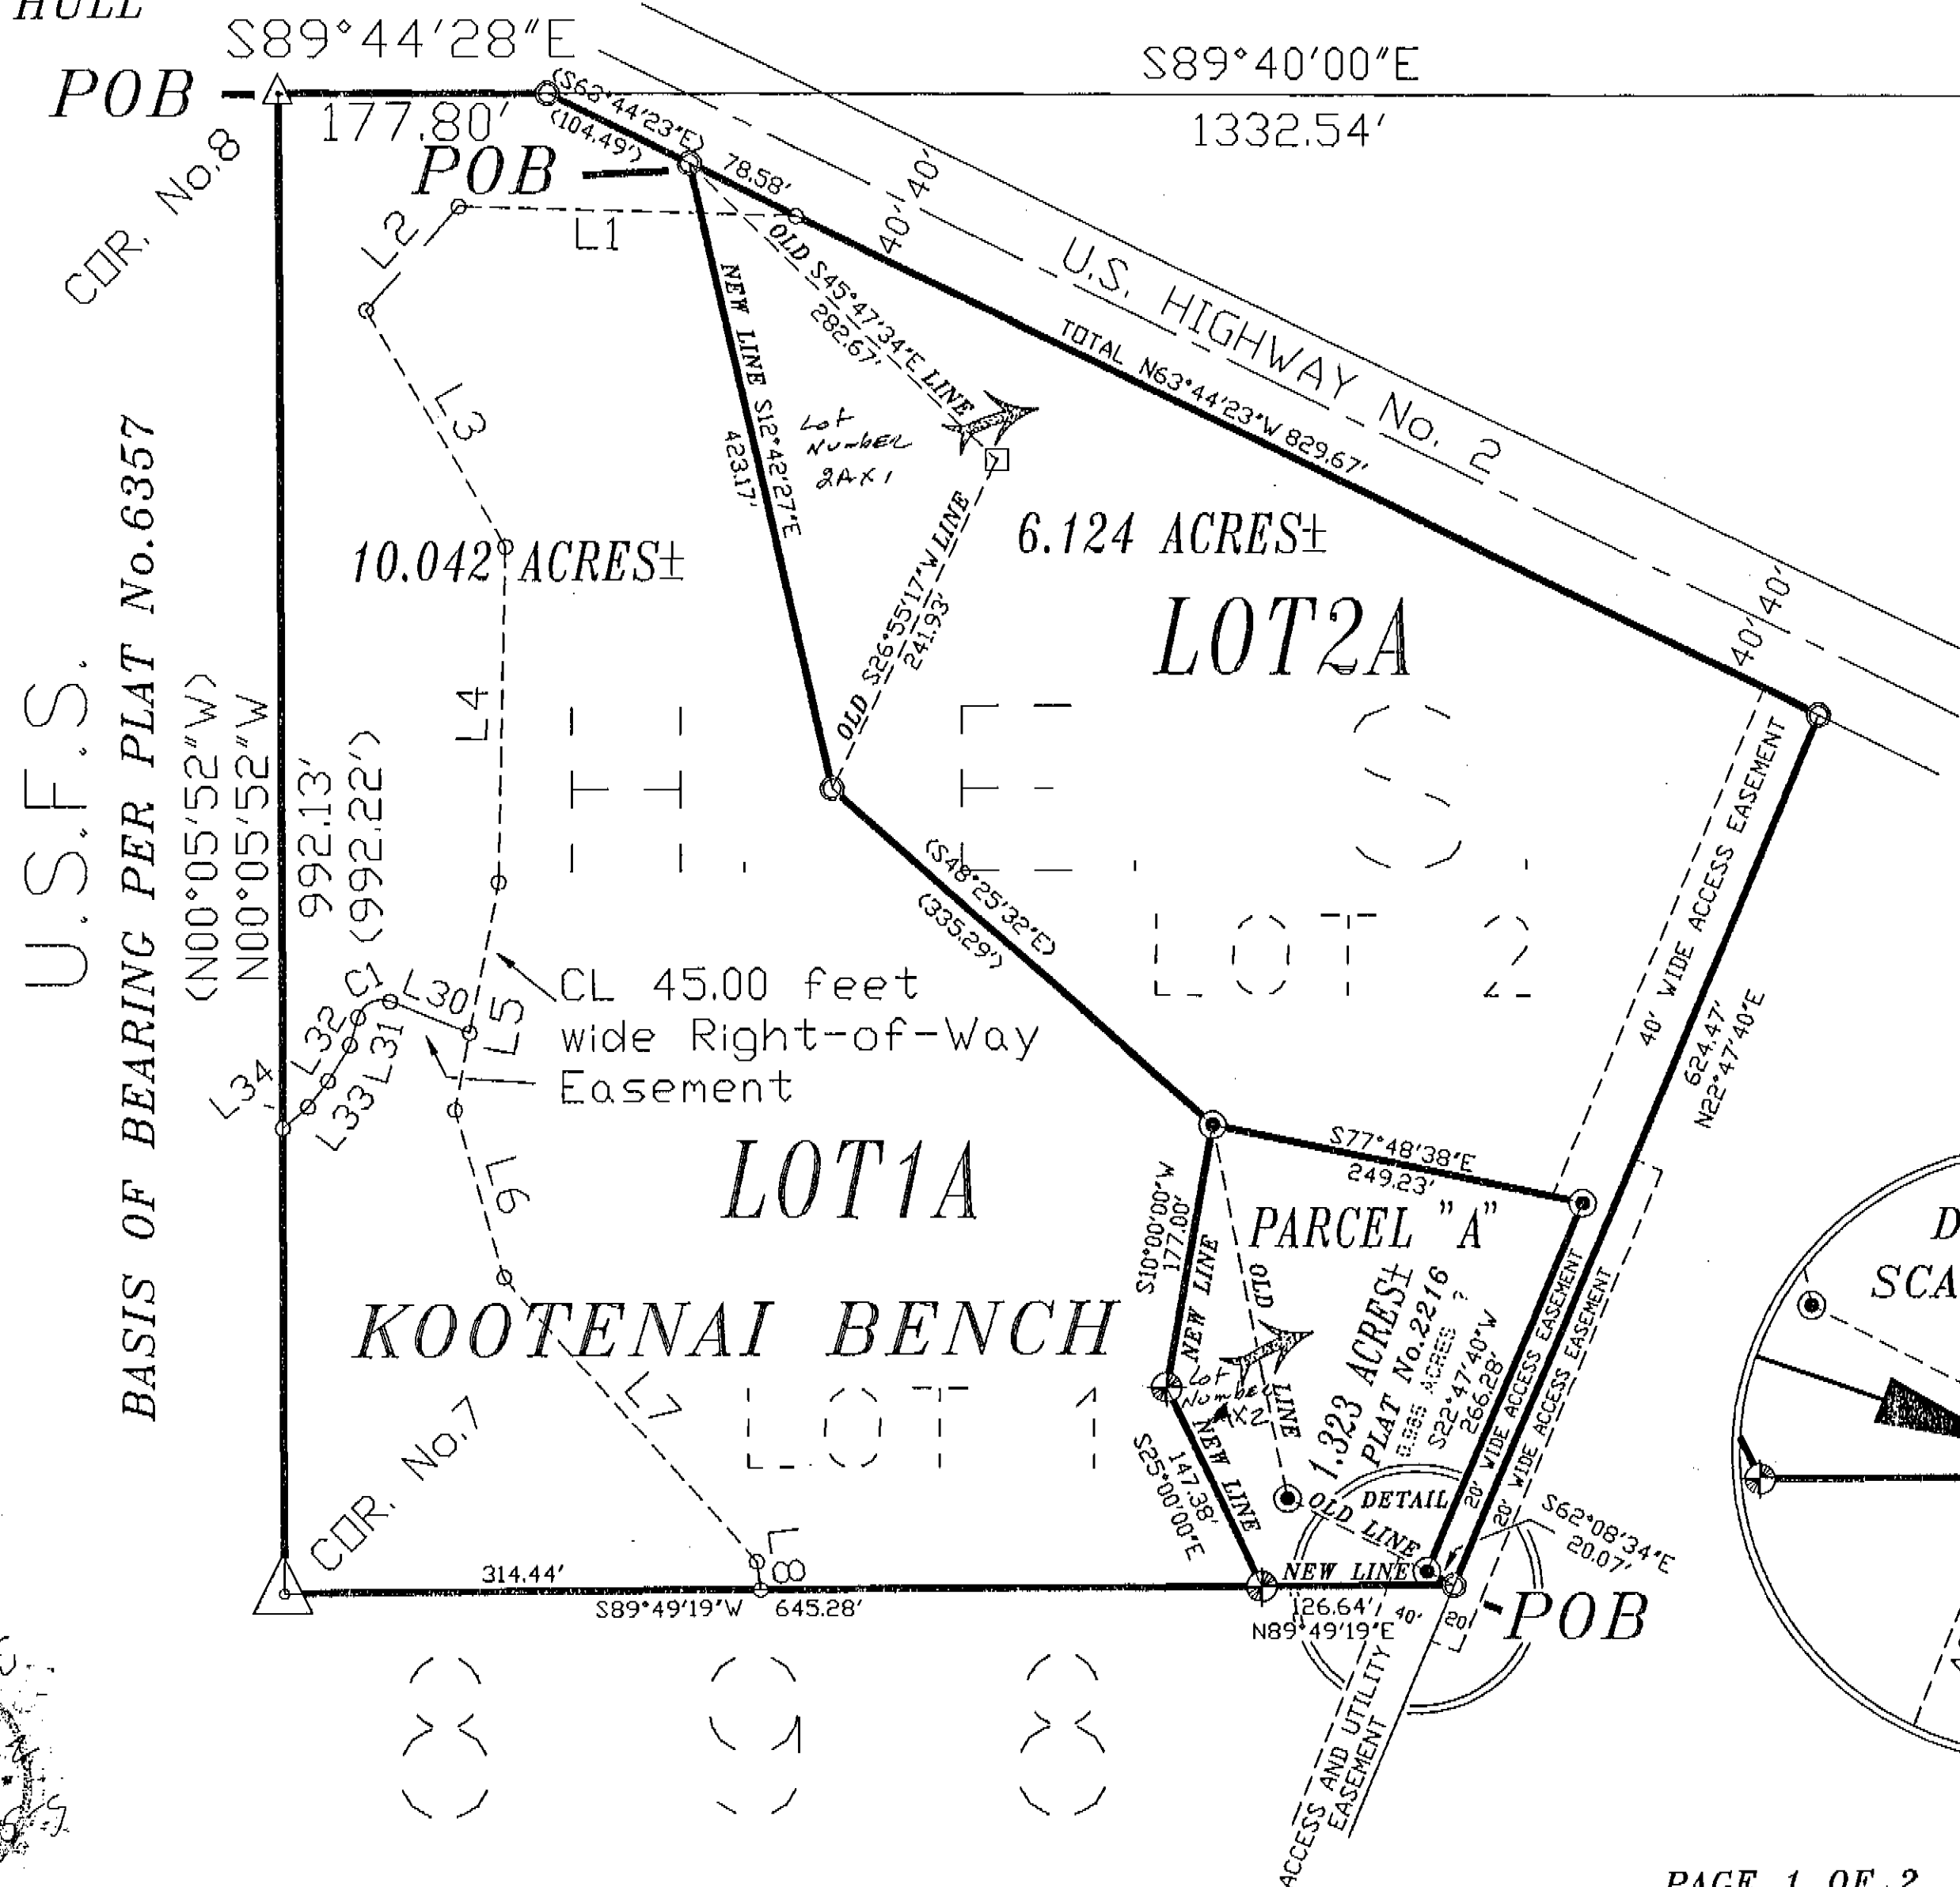 HULL
S89°44'28"E
S89°40'00"E
POB
177.80'
1332.54'
(S63°44'23"E)
(104.49')
78.58'
POB
COR. No.8
L2
L1
40' 40'
U.S. HIGHWAY No. 2
TOTAL N63°44'23"W 829.67'
OLD S45°47'34"E LINE
282.67'
NEW LINE S12°42'27"E
423.17'
Lot
Number
2AX1
L3
10.042 ACRES±
6.124 ACRES±
OLD S26°55'17"W LINE
241.93'
LOT2A
40' 40'
U.S.F.S.
BASIS OF BEARING PER PLAT No.6357
(N00°05'52"W)
N00°05'52"W
992.13'
(992.22')
L4
H. E. S.
LOT 2
(S48°25'32"E)
(335.29')
40' WIDE ACCESS EASEMENT
624.47'
N22°47'40"E
C1
L30
L5
L32
L31
L34
L33
CL 45.00 feet
wide Right-of-Way
Easement
L6
LOT1A
S77°48'38"E
249.23'
PARCEL "A"
S10°00'00"W
177.00'
NEW LINE
OLD
LINE
1.323 ACRES±
PLAT No.2216
S22°47'40"W
266.28'
20' WIDE ACCESS EASEMENT
20' WIDE ACCESS EASEMENT
D
SCA
KOOTENAI BENCH
Lot
Number
AX2
L7
LOT 1
COR. No.7
NEW LINE
147.38'
S25°00'00"E
DETAIL
OLD LINE
S62°08'34"E
20.07'
L8
314.44'
S89°49'19"W 645.28'
NEW LINE
126.64'
N89°49'19"E
40'
20'
POB
898
ACCESS AND UTILITY
EASEMENT
PAGE 1 OF 2